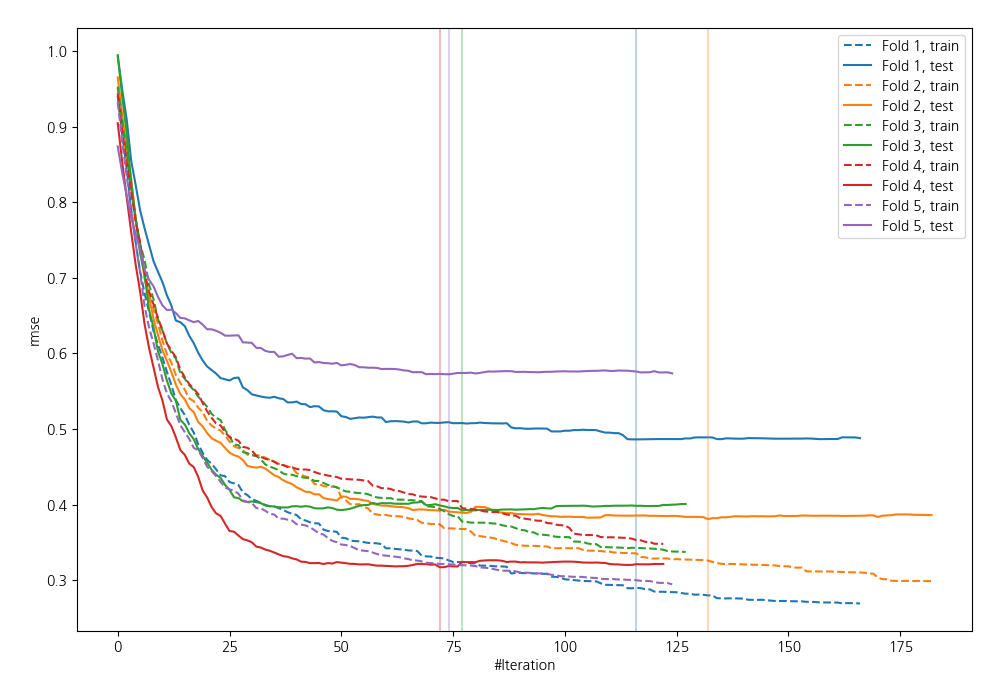 1.0
0.9
0.8
0.7
0.6
0.5
0.4
0.3
rmse
0
25
50
75
100
125
150
175
#Iteration
Fold 1, train
Fold 1, test
Fold 2, train
Fold 2, test
Fold 3, train
Fold 3, test
Fold 4, train
Fold 4, test
Fold 5, train
Fold 5, test